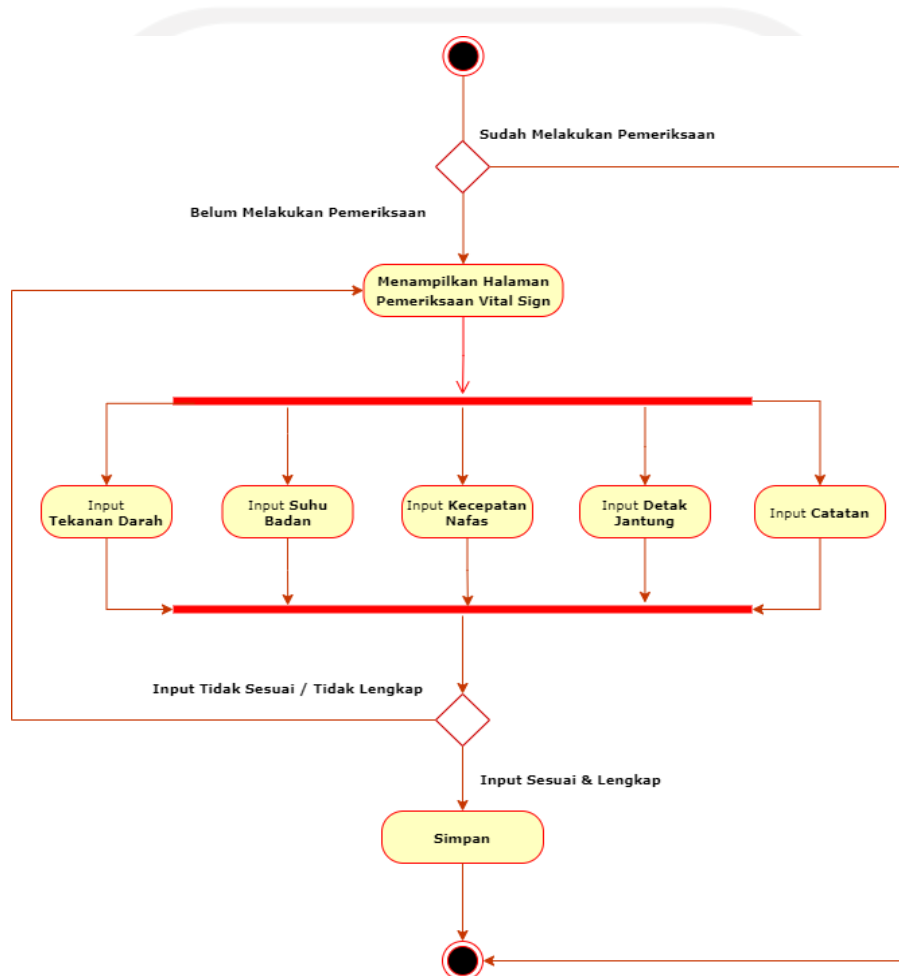 Sudah Melakukan Pemeriksaan
Belum Melakukan Pemeriksaan
Menampilkan Halaman
Pemeriksaan Vital Sign
Input
Tekanan Darah
Input Suhu
Badan
Input Kecepatan
Nafas
Input Detak
Jantung
Input Catatan
Input Tidak Sesuai / Tidak Lengkap
Input Sesuai & Lengkap
Simpan